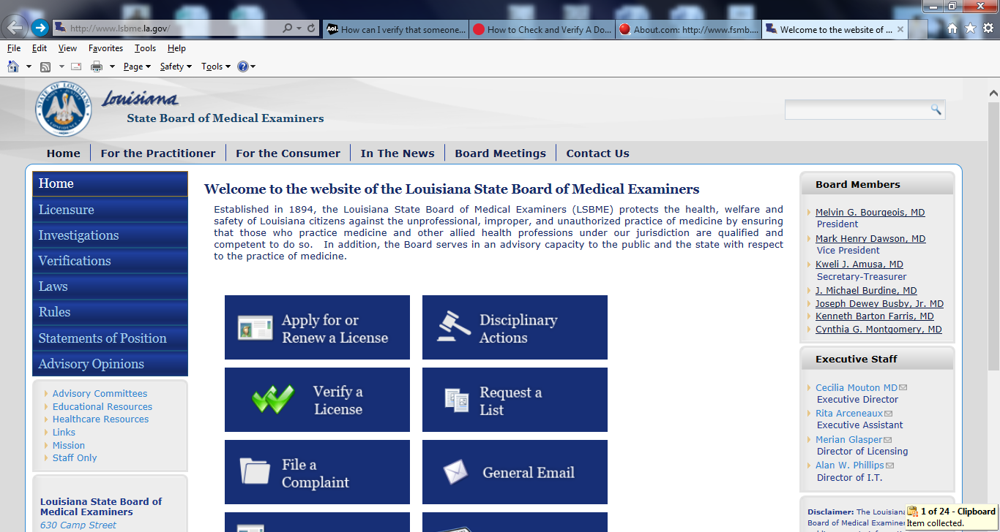 http://www.lsbme.la.gov/
How can I verify that someone...
How to Check and Verify A Do...
About.com: http://www.fsmb....
Welcome to the website of ...
File Edit View Favorites Tools Help
Page Safety Tools
STATE OF LOUISIANA
CONFIDENCE
Louisiana
State Board of Medical Examiners
Home For the Practitioner For the Consumer In The News Board Meetings Contact Us
Home
Licensure
Investigations
Verifications
Laws
Rules
Statements of Position
Advisory Opinions
Advisory Committees
Educational Resources
Healthcare Resources
Links
Mission
Staff Only
Louisiana State Board of
Medical Examiners
630 Camp Street
Welcome to the website of the Louisiana State Board of Medical Examiners
Established in 1894, the Louisiana State Board of Medical Examiners (LSBME) protects the health, welfare and
safety of Louisiana citizens against the unprofessional, improper, and unauthorized practice of medicine by ensuring
that those who practice medicine and other allied health professions under our jurisdiction are qualified and
competent to do so. In addition, the Board serves in an advisory capacity to the public and the state with respect
to the practice of medicine.
Apply for or
Renew a License
Disciplinary
Actions
Verify a
License
Request a
List
File a
Complaint
General Email
Board Members
Melvin G. Bourgeois, MD
President
Mark Henry Dawson, MD
Vice President
Kweli J. Amusa, MD
Secretary-Treasurer
J. Michael Burdine, MD
Joseph Dewey Busby, Jr. MD
Kenneth Barton Farris, MD
Cynthia G. Montgomery, MD
Executive Staff
Cecilia Mouton MD
Executive Director
Rita Arceneaux
Executive Assistant
Merian Glasper
Director of Licensing
Alan W. Phillips
Director of I.T.
Disclaimer: The Louisiana
Board of Medical Examiner
1 of 24 - Clipboard
Item collected.